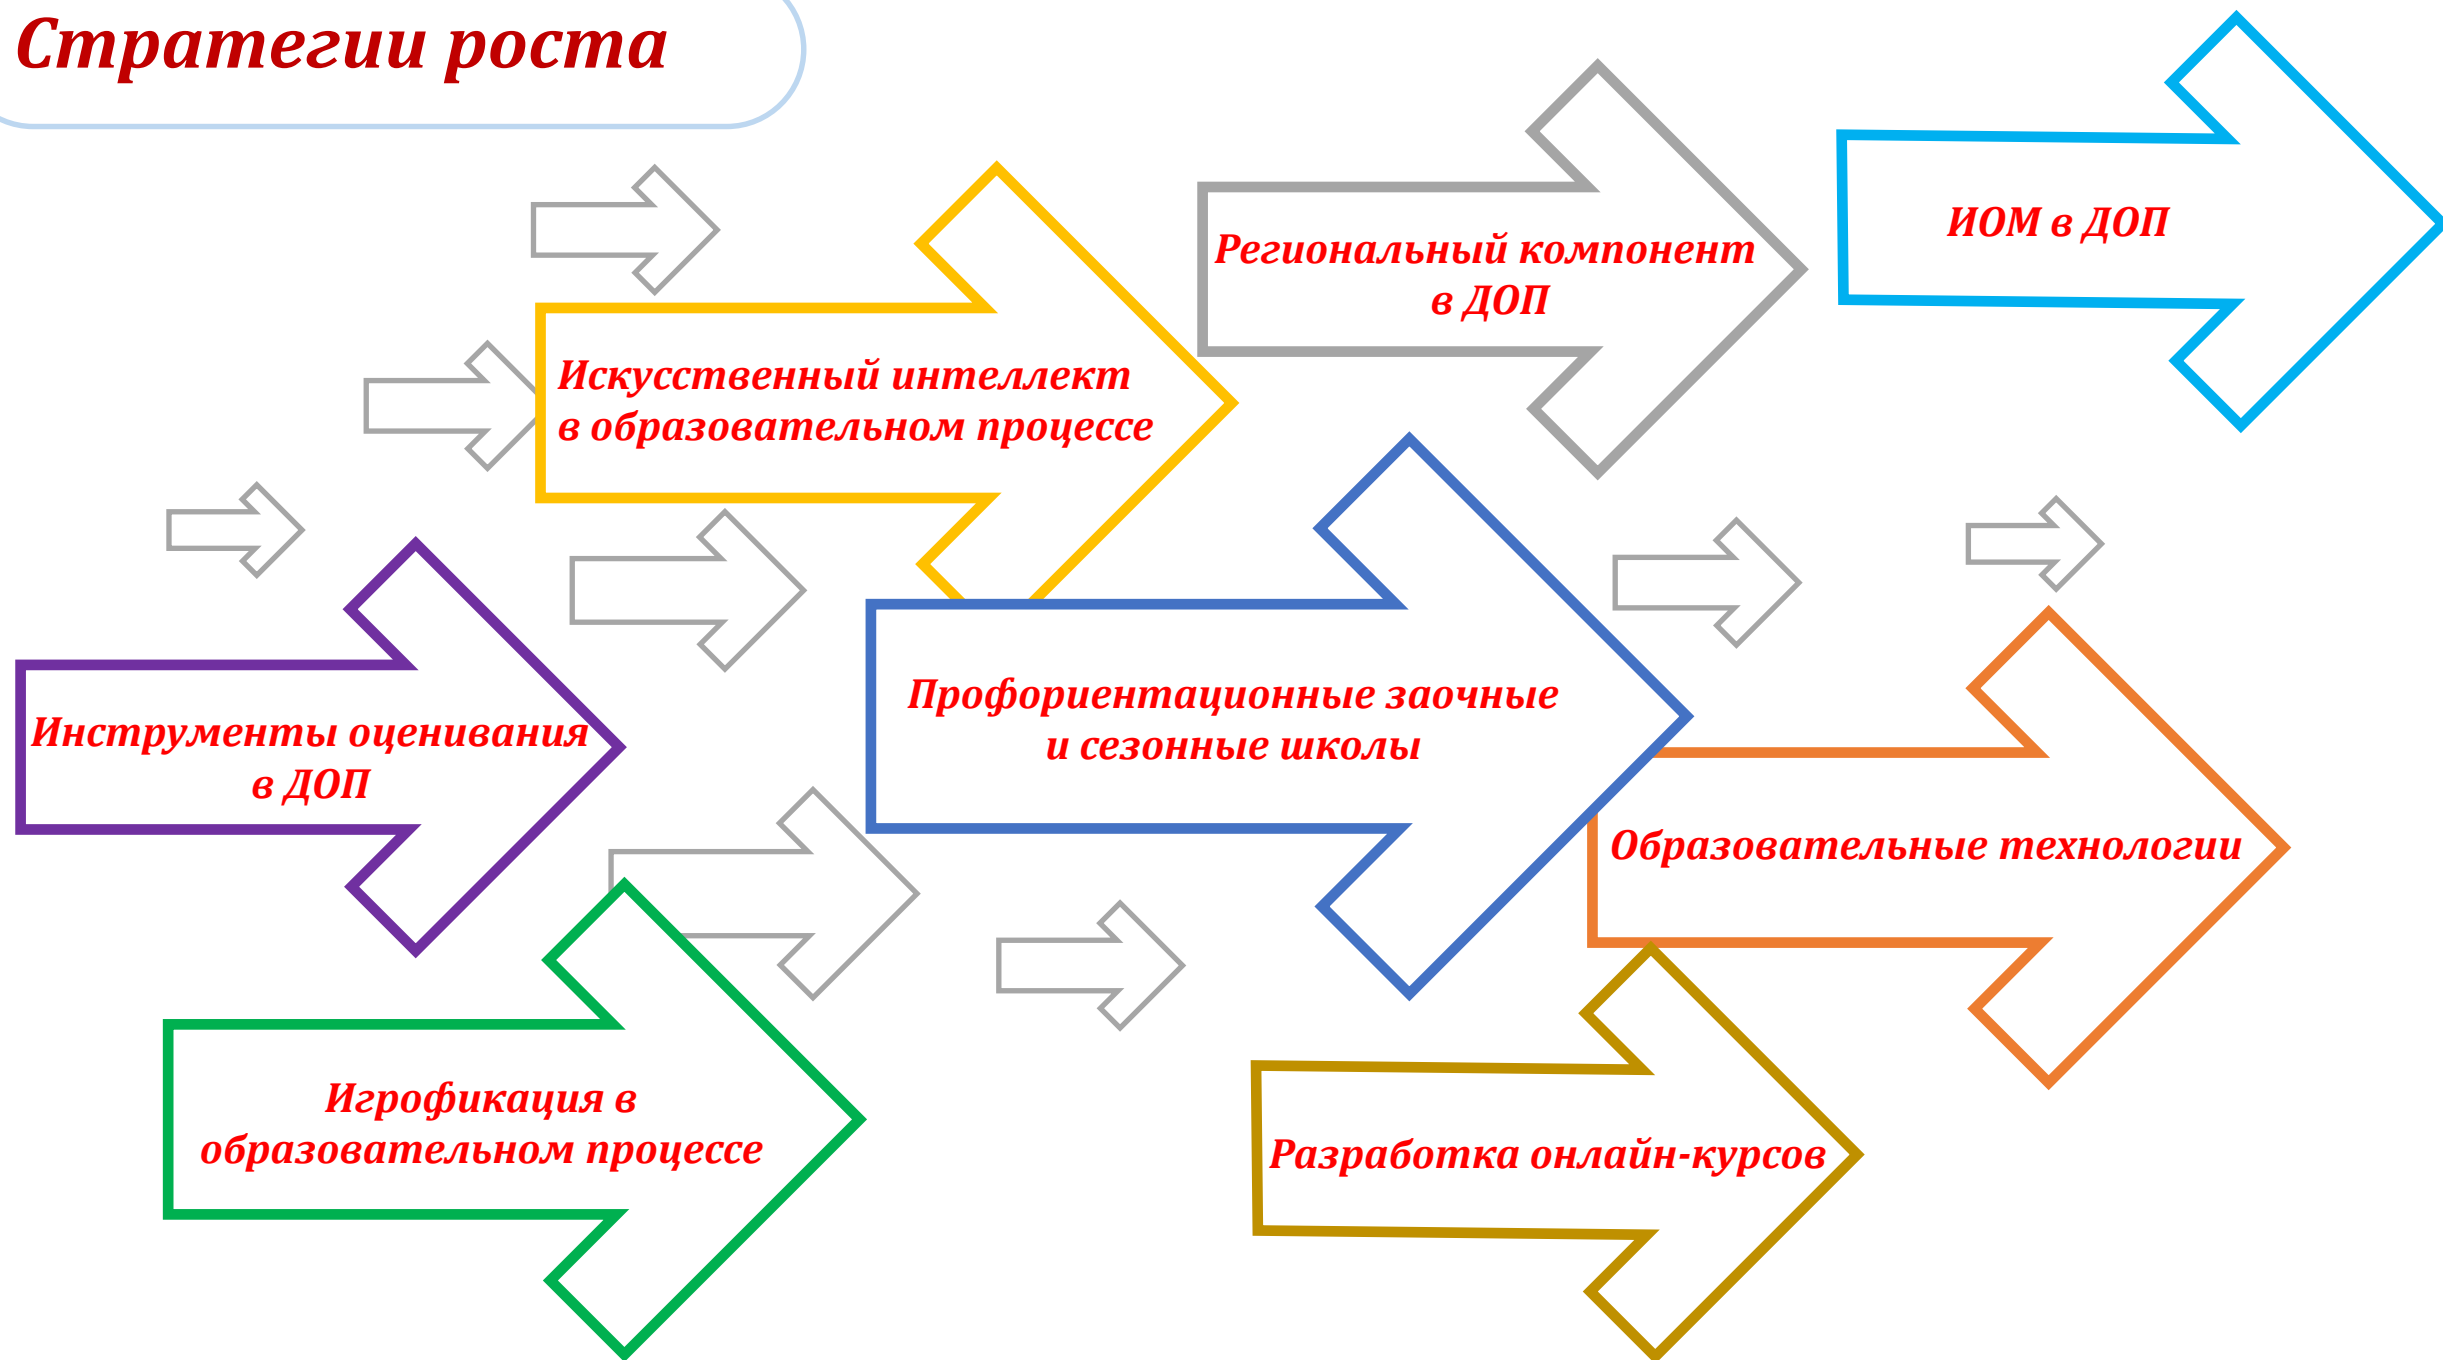 Стратегии роста
ИОМ в ДОП
Региональный компонент
в ДОП
Искусственный интеллект
в образовательном процессе
Профориентационные заочные
и сезонные школы
Инструменты оценивания
в ДОП
Образовательные технологии
Игрофикация в
образовательном процессе
Разработка онлайн-курсов